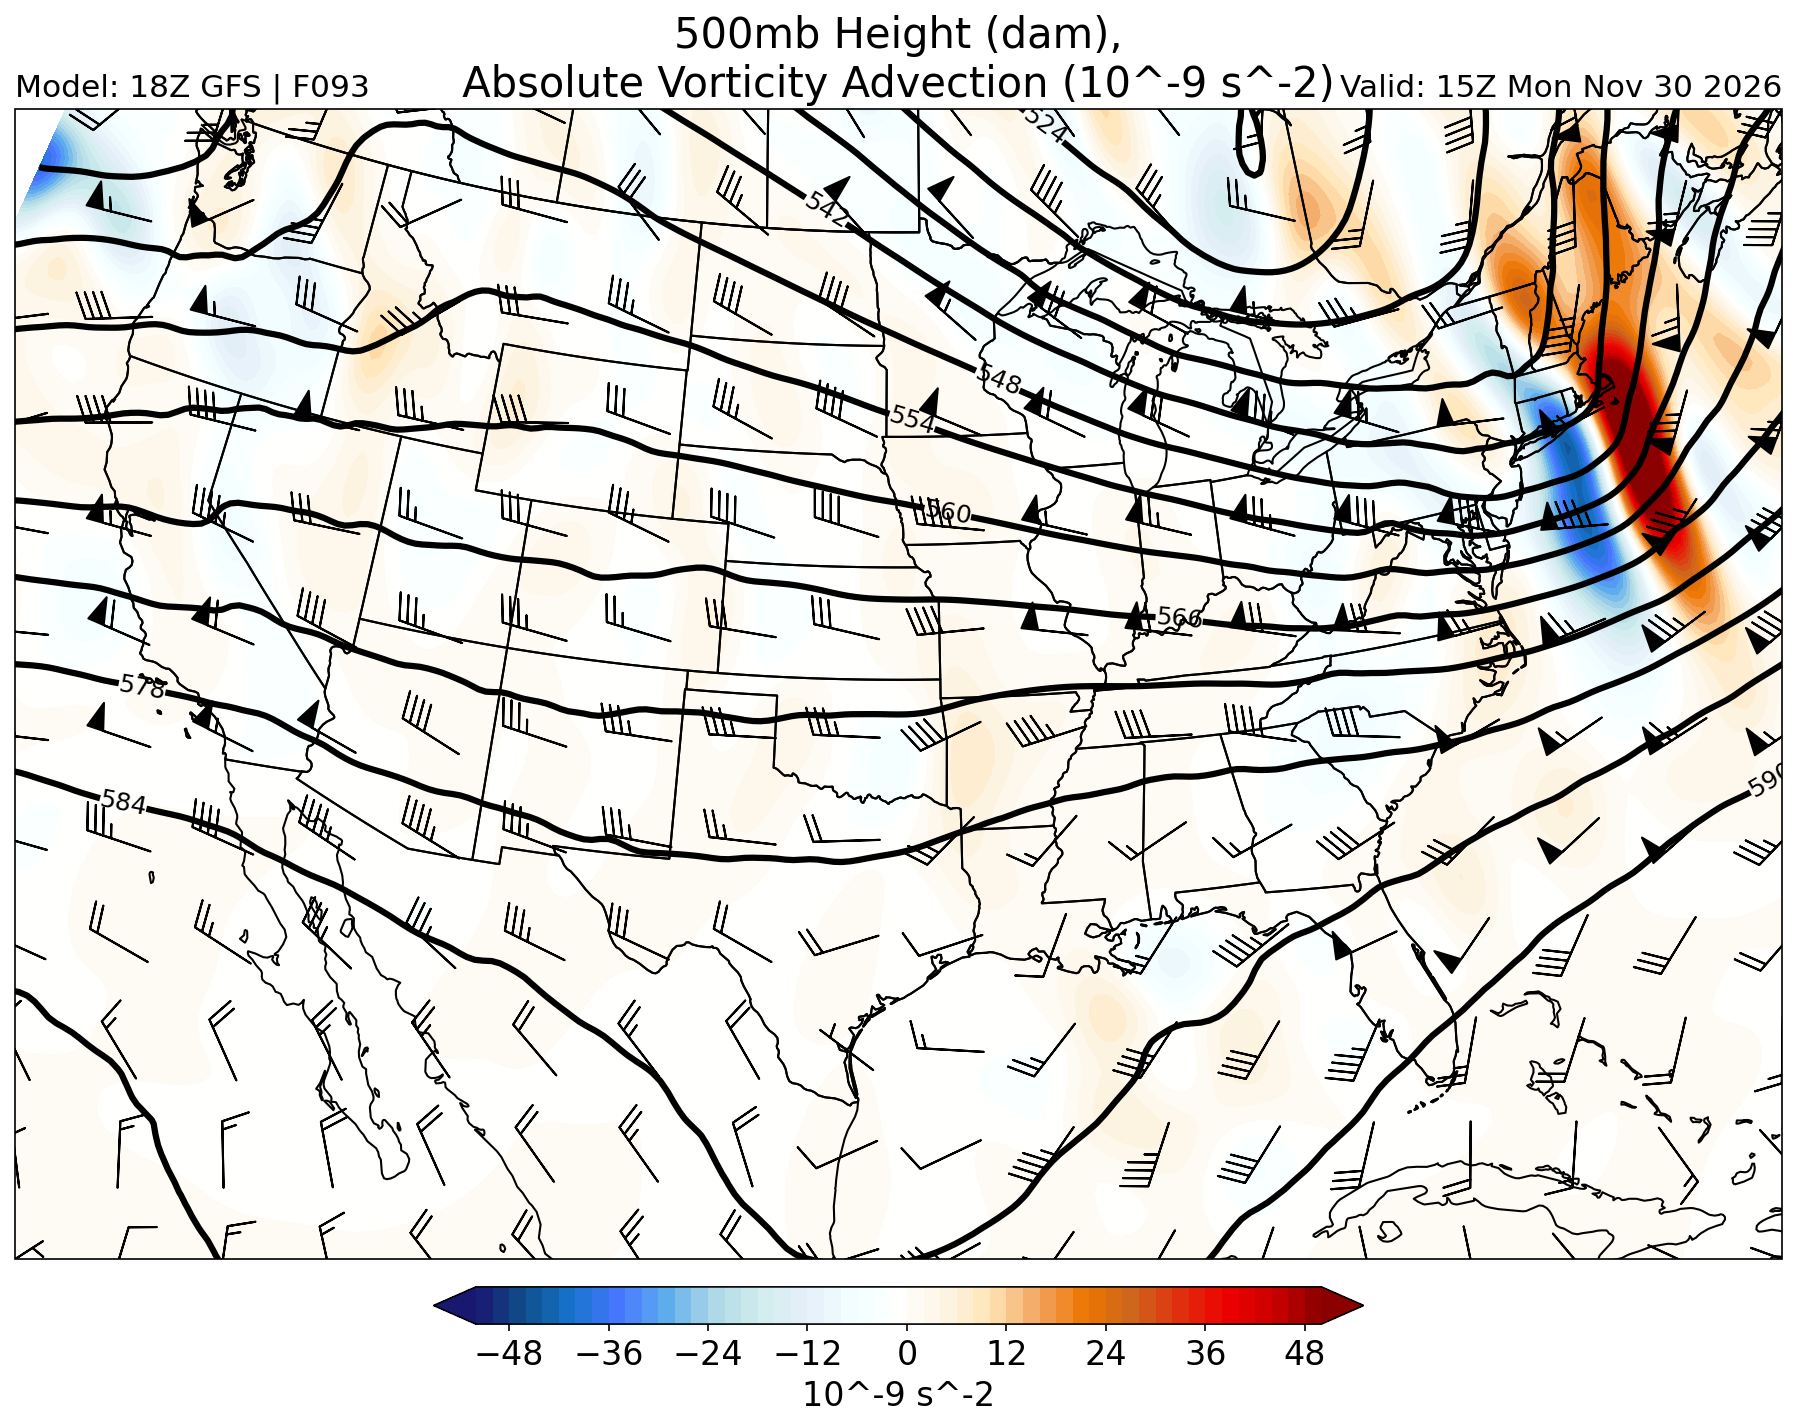 500mb Height (dam),
Model: 18Z GFS | F093
Absolute Vorticity Advection (10^-9 s^-2)
Valid: 15Z Mon Nov 30 2026
524
542
548
554
560
566
578
584
590
−48 −36 −24 −12 0 12 24 36 48
10^-9 s^-2